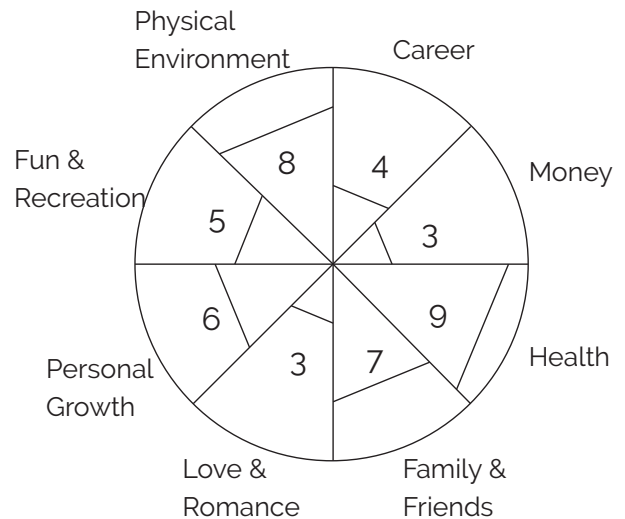 Physical
Environment
Career
Fun &
Recreation
Money
8
4
5
3
6
9
3
7
Personal
Growth
Health
Love &
Romance
Family &
Friends